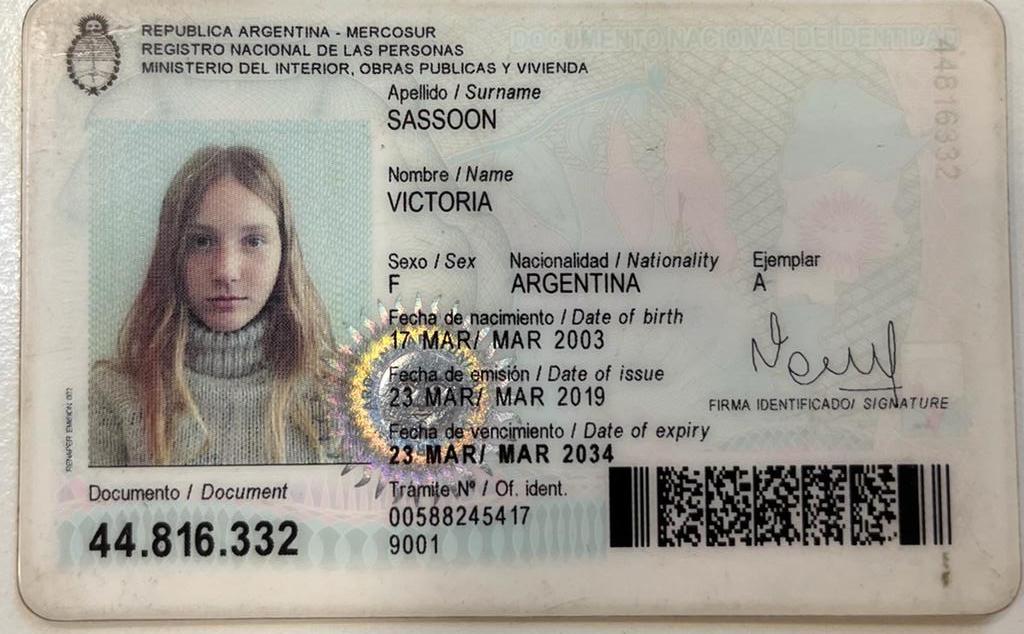 REPUBLICA ARGENTINA - MERCOSUR
REGISTRO NACIONAL DE LAS PERSONAS
MINISTERIO DEL INTERIOR, OBRAS PUBLICAS Y VIVIENDA
DOCUMENTO NACIONAL DE IDENTIDAD
44816332
Apellido / Surname
SASSOON
Nombre / Name
VICTORIA
Sexo / Sex Nacionalidad / Nationality Ejemplar
F ARGENTINA A
Fecha de nacimiento / Date of birth
17 MAR/ MAR 2003
Fecha de emisión / Date of issue
23 MAR/ MAR 2019
FIRMA IDENTIFICADO/ SIGNATURE
Fecha de vencimiento / Date of expiry
23 MAR/ MAR 2034
Documento / Document
44.816.332
Tramite Nº / Of. ident.
00588245417
9001